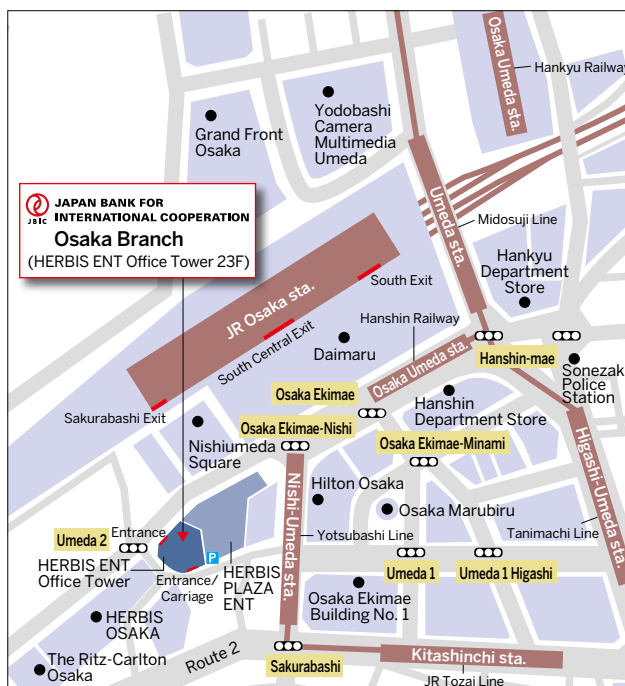 Osaka Umeda sta.
Hankyu Railway
Yodobashi
Camera
Multimedia
Umeda
Grand Front
Osaka
JBIC
JAPAN BANK FOR
INTERNATIONAL COOPERATION
Osaka Branch
(HERBIS ENT Office Tower 23F)
Umeda sta.
Midosuji Line
Hankyu
Department
Store
South Exit
JR Osaka sta.
South Central Exit
Hanshin Railway
Daimaru
Osaka Umeda sta.
Hanshin-mae
Sonezaki
Police
Station
Sakurabashi Exit
Osaka Ekimae
Hanshin
Department Store
Osaka Ekimae-Nishi
Osaka Ekimae-Minami
Nishiumeda
Square
Higashi-Umeda sta.
Nishi-Umeda sta.
Hilton Osaka
Osaka Marubiru
Yotsubashi Line
Tanimachi Line
Umeda 2
Entrance
P
HERBIS ENT
Office Tower
Entrance/
Carriage
HERBIS
PLAZA
ENT
Umeda 1
Umeda 1 Higashi
Osaka Ekimae
Building No. 1
HERBIS
OSAKA
The Ritz-Carlton
Osaka
Route 2
Sakurabashi
Kitashinchi sta.
JR Tozai Line